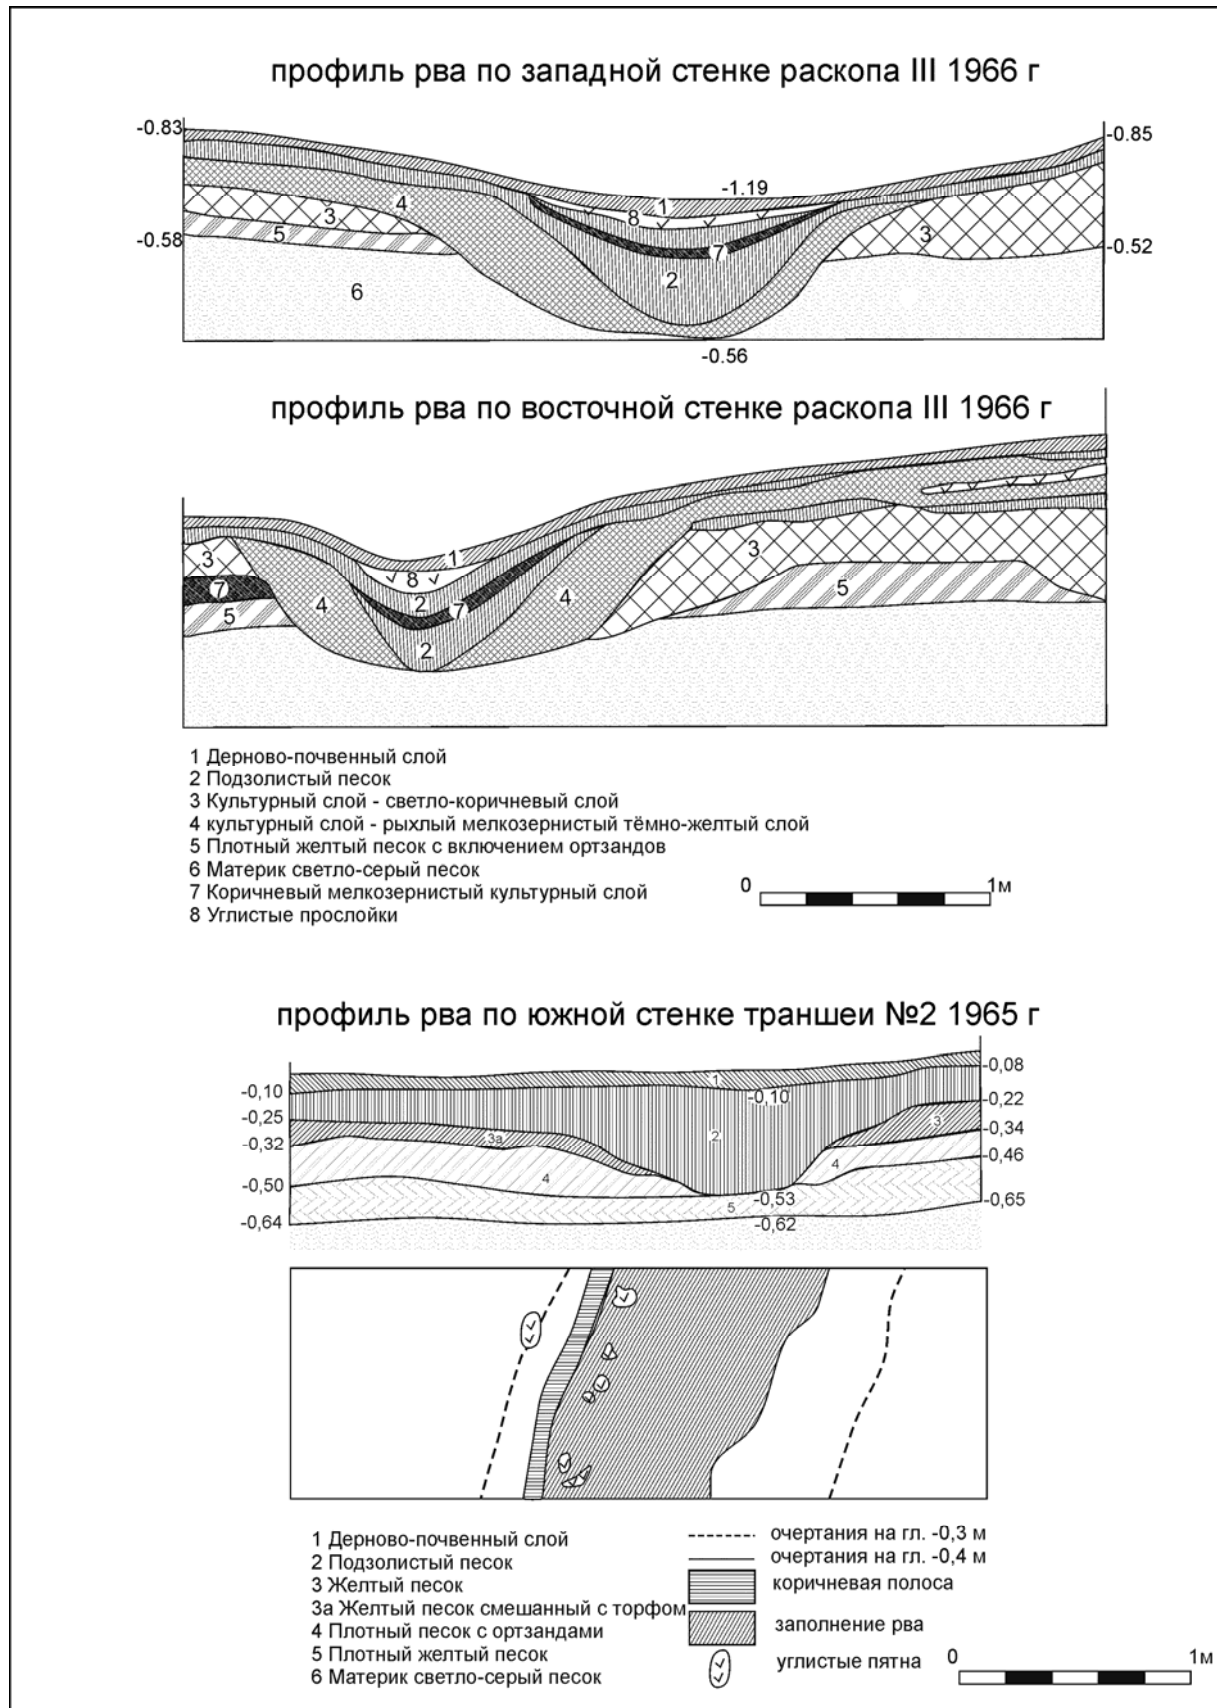 профиль рва по западной стенке раскопа III 1966 г
-0.83
-0.85
-1.19
1
8
4
3
3
5
-0.58
-0.52
7
2
6
-0.56
профиль рва по восточной стенке раскопа III 1966 г
1
3
3
8
7
5
4
2
7
4
5
2
1 Дерново-почвенный слой
2 Подзолистый песок
3 Культурный слой - светло-коричневый слой
4 культурный слой - рыхлый мелкозернистый тёмно-желтый слой
5 Плотный желтый песок с включением ортзандов
6 Материк светло-серый песок
7 Коричневый мелкозернистый культурный слой
8 Углистые прослойки
0 1м
профиль рва по южной стенке траншеи №2 1965 г
1
-0,08
-0,10
-0,10
-0,22
-0,25
3
-0,34
2
3а
-0,32
-0,46
4
4
-0,50
-0,53
-0,65
5
-0,64
-0,62
1 Дерново-почвенный слой
2 Подзолистый песок
3 Желтый песок
3а Желтый песок смешанный с торфом
4 Плотный песок с ортзандами
5 Плотный желтый песок
6 Материк светло-серый песок
очертания на гл. -0,3 м
очертания на гл. -0,4 м
коричневая полоса
заполнение рва
углистые пятна
0 1м